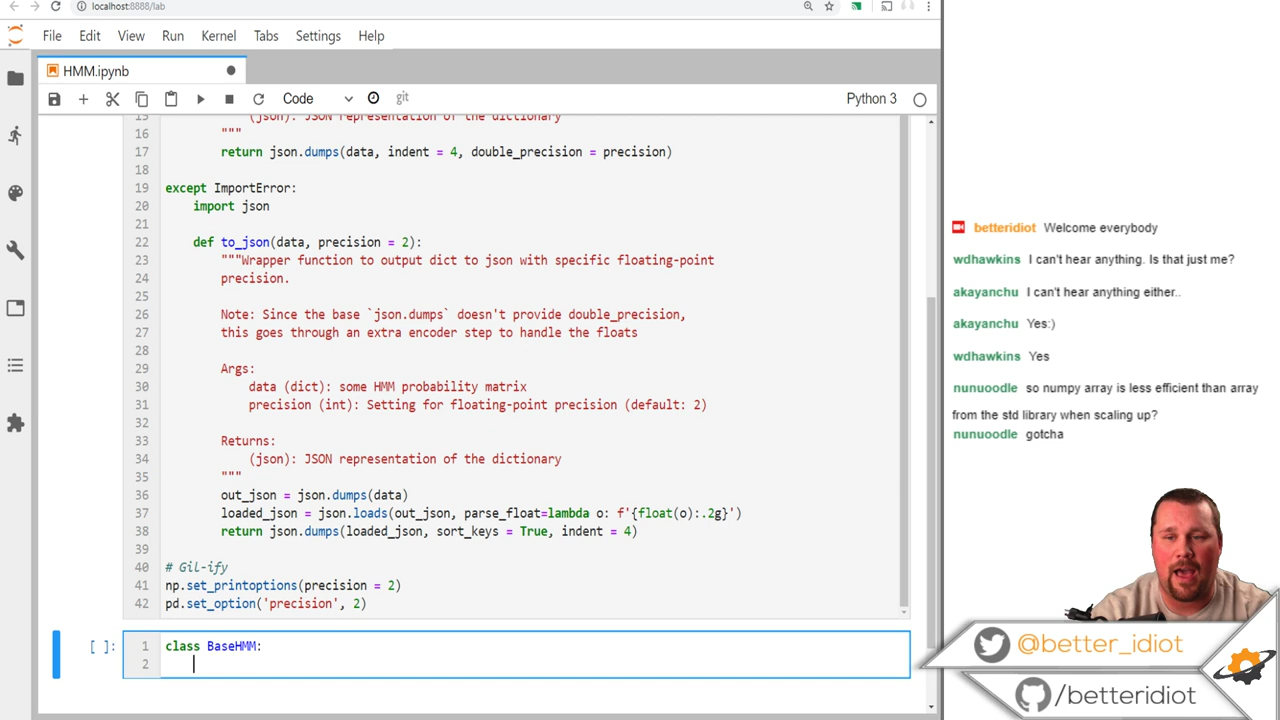 localhost:8888/lab
File Edit View Run Kernel Tabs Settings Help
HMM.ipynb
Code git Python 3
15 (json): JSON representation of the dictionary
16 """
17 return json.dumps(data, indent = 4, double_precision = precision)
18
19 except ImportError:
20 import json
21
22 def to_json(data, precision = 2):
23 """Wrapper function to output dict to json with specific floating-point
24 precision.
25
26 Note: Since the base `json.dumps` doesn't provide double_precision,
27 this goes through an extra encoder step to handle the floats
28
29 Args:
30 data (dict): some HMM probability matrix
31 precision (int): Setting for floating-point precision (default: 2)
32
33 Returns:
34 (json): JSON representation of the dictionary
35 """
36 out_json = json.dumps(data)
37 loaded_json = json.loads(out_json, parse_float=lambda o: f'{float(o):.2g}')
38 return json.dumps(loaded_json, sort_keys = True, indent = 4)
39
40 # Gil-ify
41 np.set_printoptions(precision = 2)
42 pd.set_option('precision', 2)
[ ]: 1 class BaseHMM:
2
betteridiot Welcome everybody
wdhawkins I can't hear anything. Is that just me?
akayanchu I can't hear anything either..
akayanchu Yes:)
wdhawkins Yes
nunuoodle so numpy array is less efficient than array
from the std library when scaling up?
nunuoodle gotcha
@better_idiot
/betteridiot